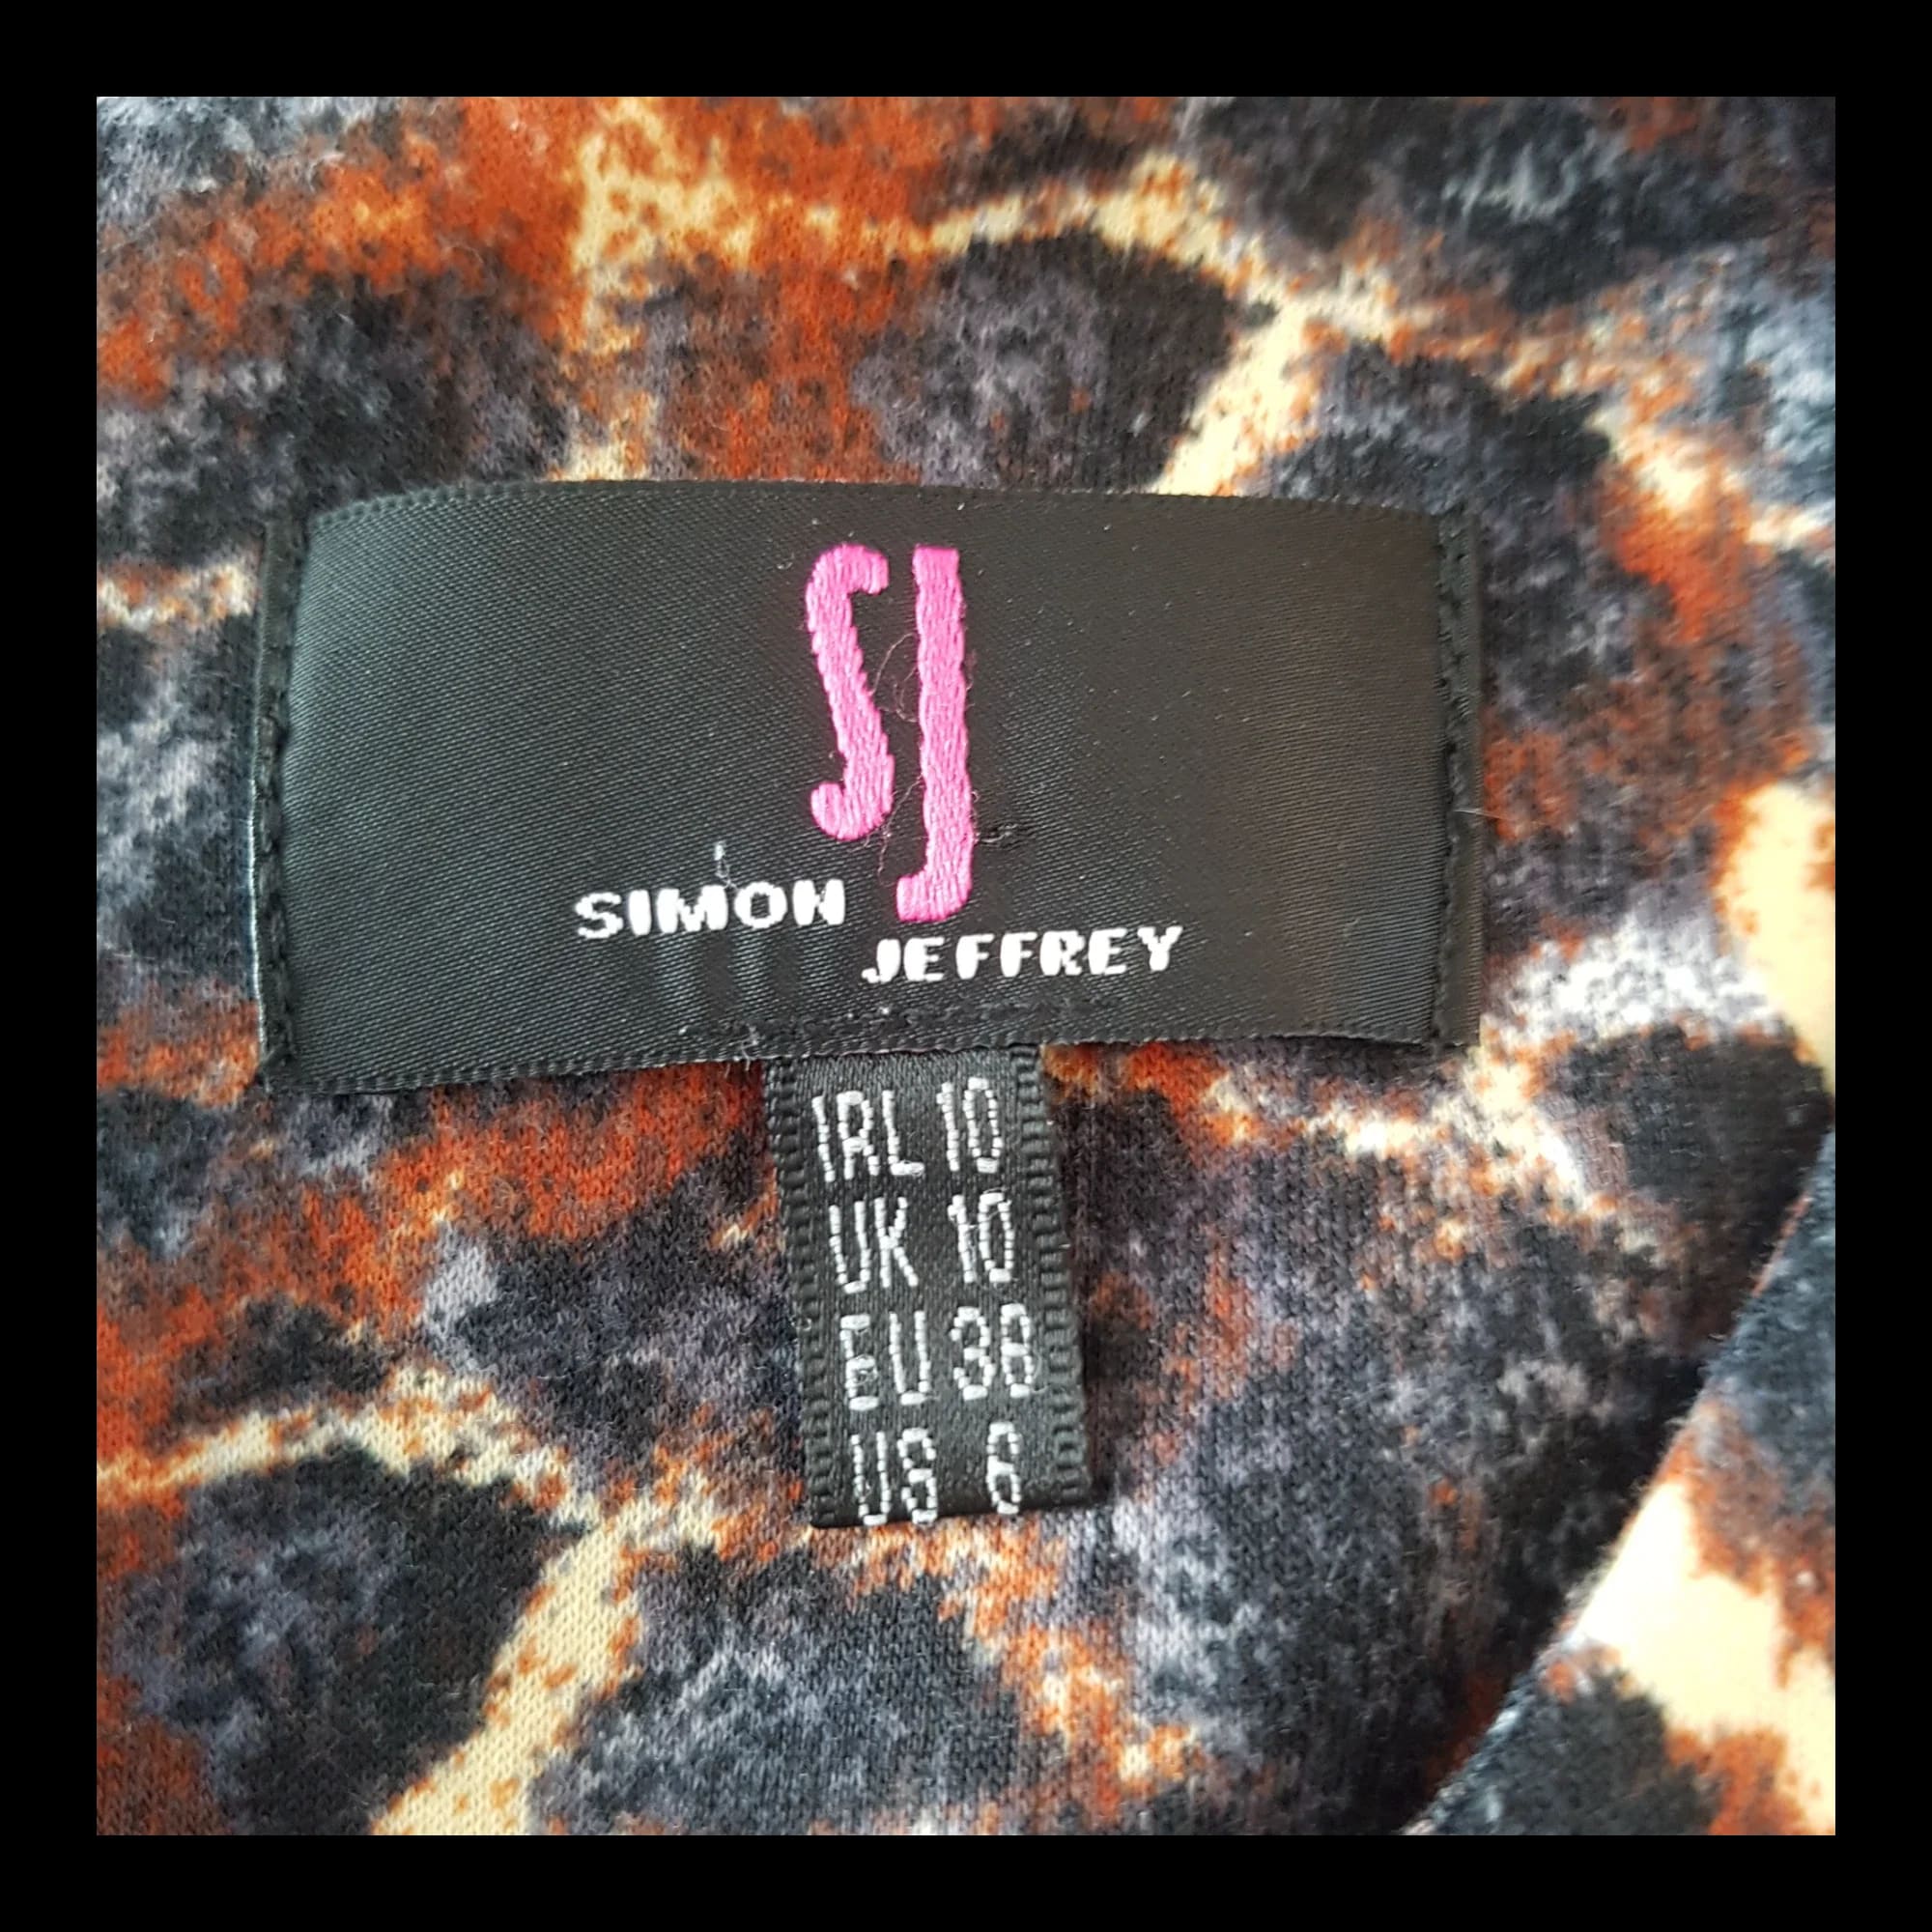 SJ
SIMON
JEFFREY
IRL 10
UK 10
EU 38
US 6